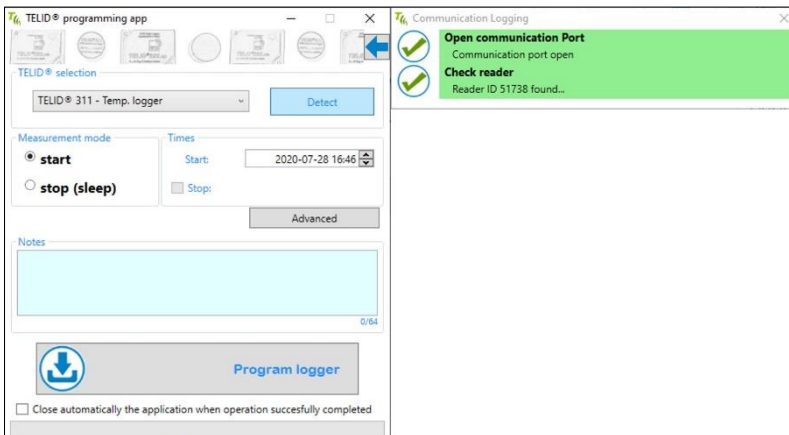 TELID® programming app
TELID® selection
TELID® 311 - Temp. logger
Detect
Measurement mode
start
stop (sleep)
Times
Start:
2020-07-28 16:46
Stop:
Advanced
Notes
0/64
Program logger
Close automatically the application when operation succesfully completed
Communication Logging
Open communication Port
Communication port open
Check reader
Reader ID 51738 found...